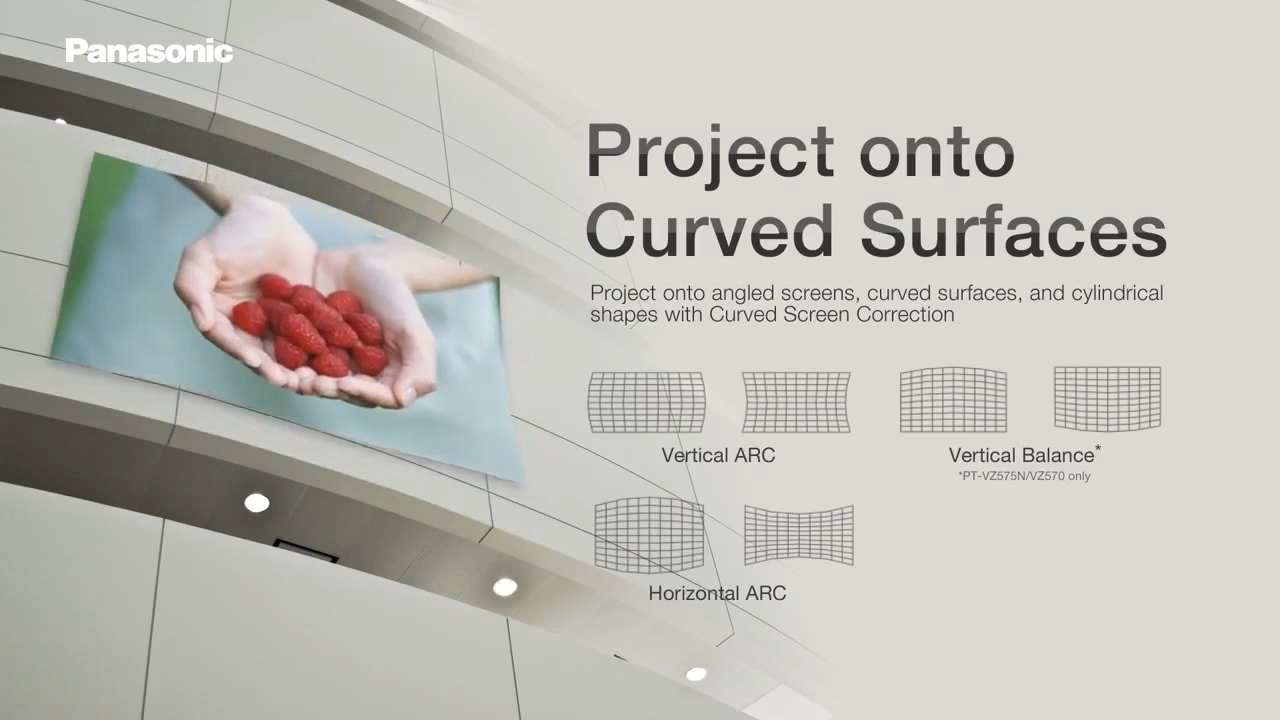 Panasonic
Project onto
Curved Surfaces
Project onto angled screens, curved surfaces, and cylindrical
shapes with Curved Screen Correction
Vertical ARC
Vertical Balance*
*PT-VZ575N/VZ570 only
Horizontal ARC